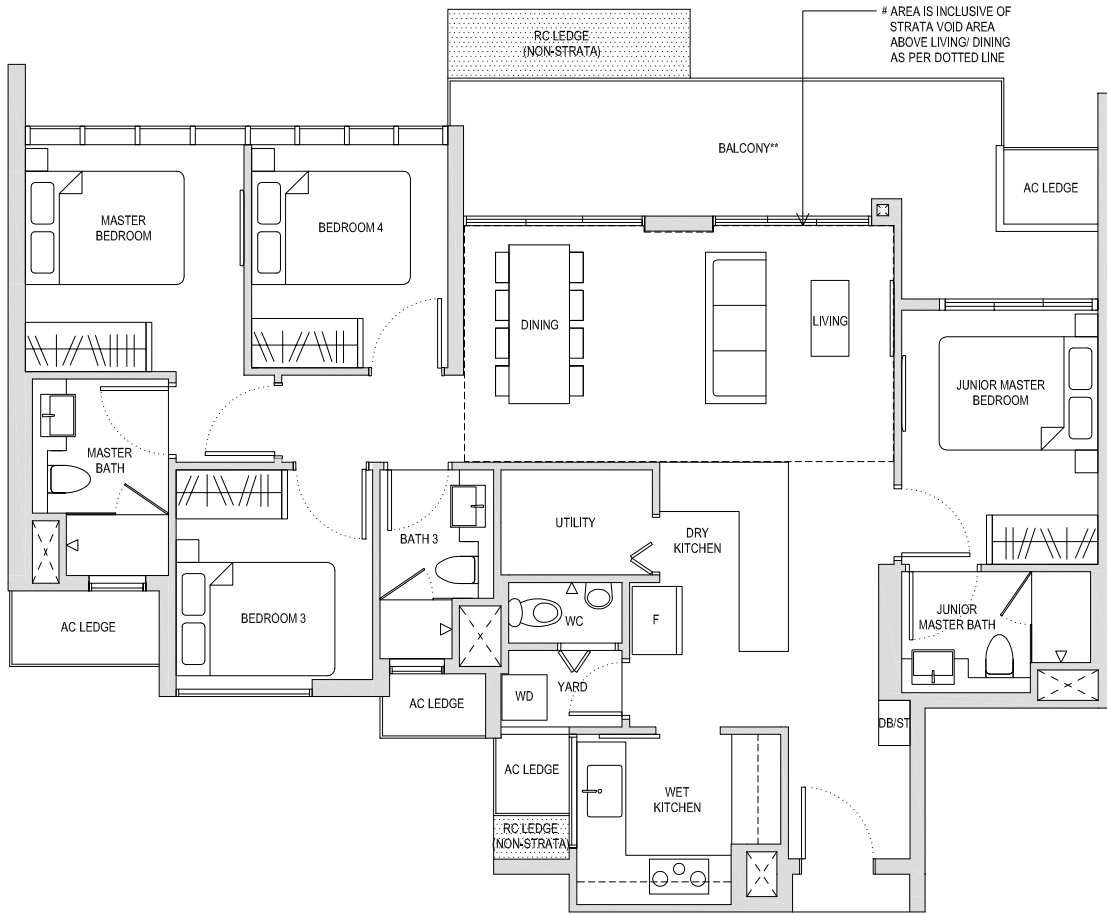 RC LEDGE
(NON-STRATA)
# AREA IS INCLUSIVE OF
STRATA VOID AREA
ABOVE LIVING/ DINING
AS PER DOTTED LINE
BALCONY**
AC LEDGE
MASTER
BEDROOM
BEDROOM 4
DINING
LIVING
JUNIOR MASTER
BEDROOM
MASTER
BATH
BATH 3
UTILITY
DRY
KITCHEN
AC LEDGE
BEDROOM 3
WC
F
JUNIOR
MASTER BATH
YARD
WD
AC LEDGE
DB/ST
AC LEDGE
WET
KITCHEN
RC LEDGE
(NON-STRATA)